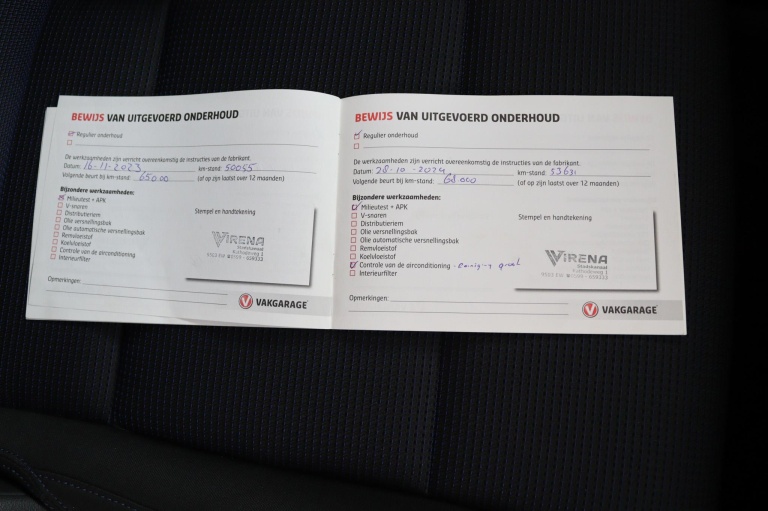 BEWIJS VAN UITGEVOERD ONDERHOUD
Regulier onderhoud
De werkzaamheden zijn verricht overeenkomstig de instructies van de fabrikant.
Datum: 16-11-2023 km-stand: 50055
Volgende beurt bij km-stand: 65000 (of op zijn laatst over 12 maanden)
Bijzondere werkzaamheden:
Milieutest + APK
V-snaren
Distributieriem
Olie versnellingsbak
Olie automatische versnellingsbak
Remvloeistof
Koelvloeistof
Controle van de airconditioning
Interieurfilter
Stempel en handtekening
VIRENA
Stadskanaal
Opmerkingen:
VAKGARAGE
BEWIJS VAN UITGEVOERD ONDERHOUD
Regulier onderhoud
De werkzaamheden zijn verricht overeenkomstig de instructies van de fabrikant.
Datum: 28-10-2024 km-stand: 53631
Volgende beurt bij km-stand: 68000 (of op zijn laatst over 12 maanden)
Bijzondere werkzaamheden:
Milieutest + APK
V-snaren
Distributieriem
Olie versnellingsbak
Olie automatische versnellingsbak
Remvloeistof
Koelvloeistof
Controle van de airconditioning
Interieurfilter
Stempel en handtekening
VIRENA
Stadskanaal
Opmerkingen:
VAKGARAGE